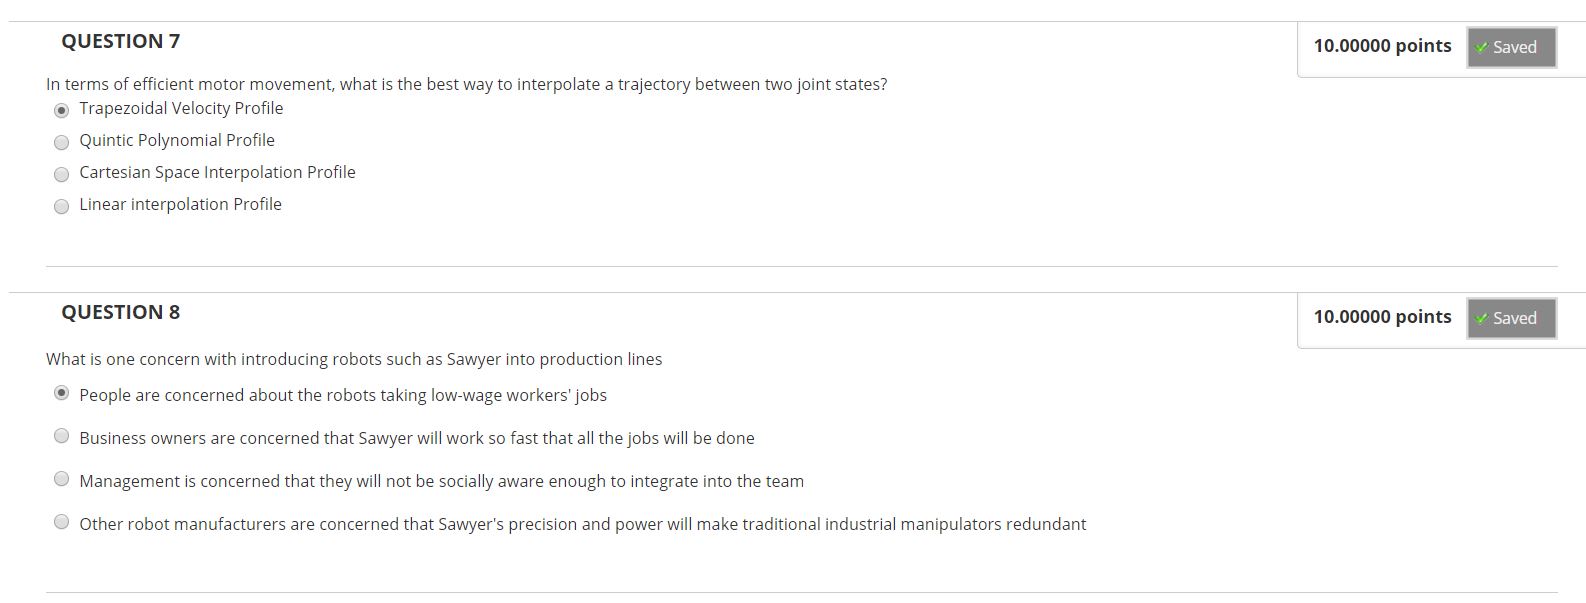 QUESTION 7
10.00000 points
Saved
In terms of efficient motor movement, what is the best way to interpolate a trajectory between two joint states?
Trapezoidal Velocity Profile
Quintic Polynomial Profile
Cartesian Space Interpolation Profile
Linear interpolation Profile
QUESTION 8
10.00000 points
Saved
What is one concern with introducing robots such as Sawyer into production lines
People are concerned about the robots taking low-wage workers' jobs
Business owners are concerned that Sawyer will work so fast that all the jobs will be done
Management is concerned that they will not be socially aware enough to integrate into the team
Other robot manufacturers are concerned that Sawyer's precision and power will make traditional industrial manipulators redundant